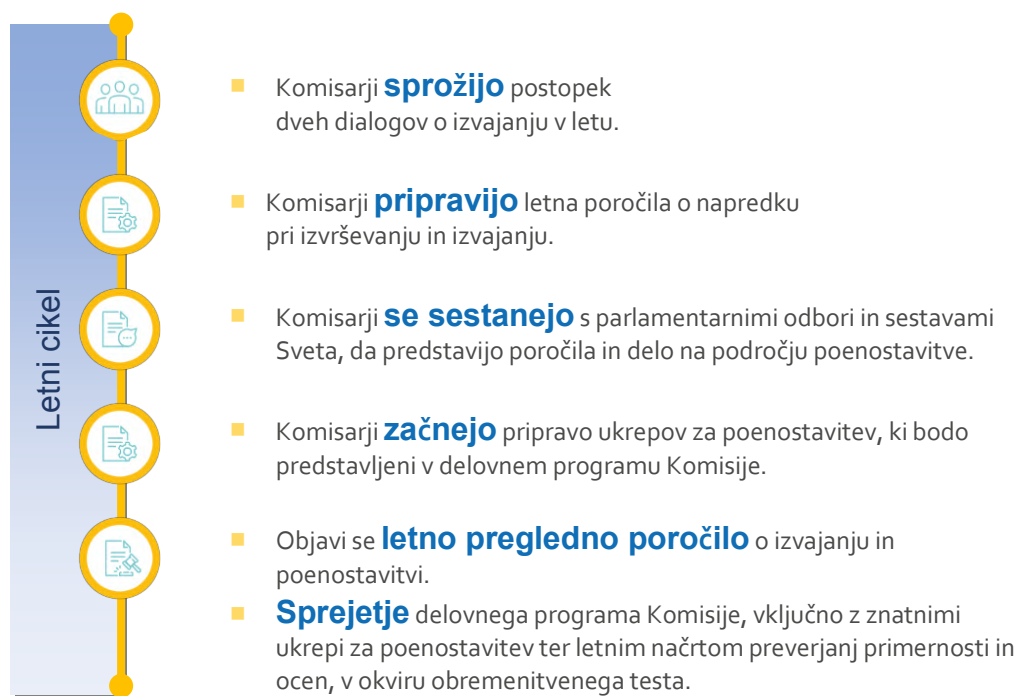 Letni cikel
Komisarji sprožijo postopek
dveh dialogov o izvajanju v letu.
Komisarji pripravijo letna poročila o napredku
pri izvrševanju in izvajanju.
Komisarji se sestanejo s parlamentarnimi odbori in sestavami
Sveta, da predstavijo poročila in delo na področju poenostavitve.
Komisarji začnejo pripravo ukrepov za poenostavitev, ki bodo
predstavljeni v delovnem programu Komisije.
Objavi se letno pregledno poročilo o izvajanju in
poenostavitvi.
Sprejetje delovnega programa Komisije, vključno z znatnimi
ukrepi za poenostavitev ter letnim načrtom preverjanj primernosti in
ocen, v okviru obremenitvenega testa.